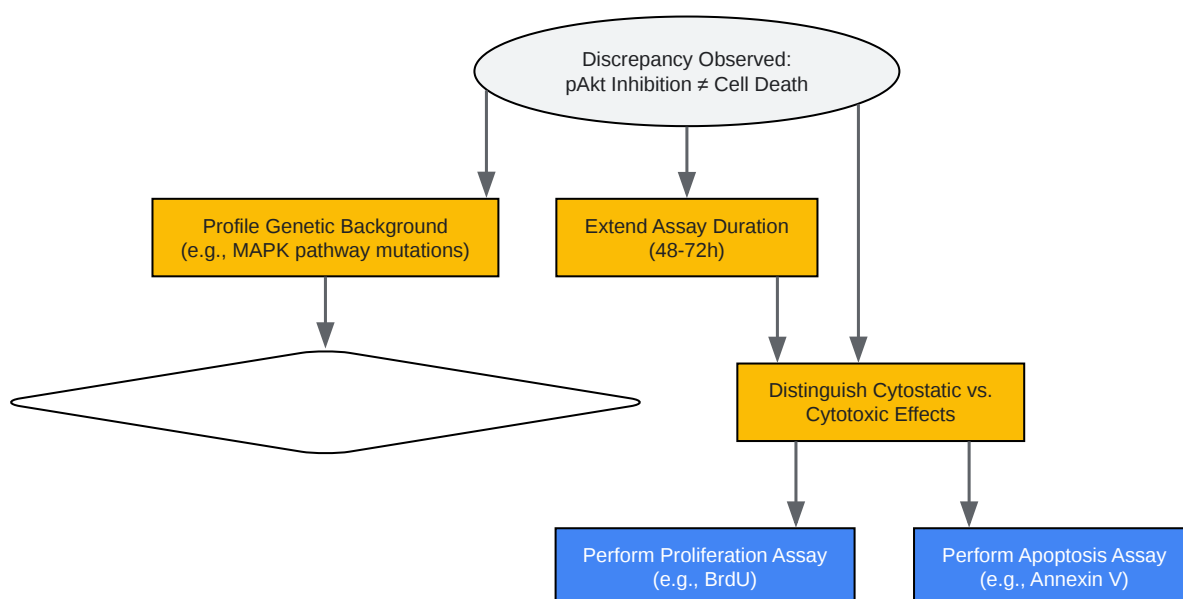 Discrepancy Observed:
pAkt Inhibition ≠ Cell Death
Profile Genetic Background
(e.g., MAPK pathway mutations)
Extend Assay Duration
(48-72h)
Distinguish Cytostatic vs.
Cytotoxic Effects
Perform Proliferation Assay
(e.g., BrdU)
Perform Apoptosis Assay
(e.g., Annexin V)